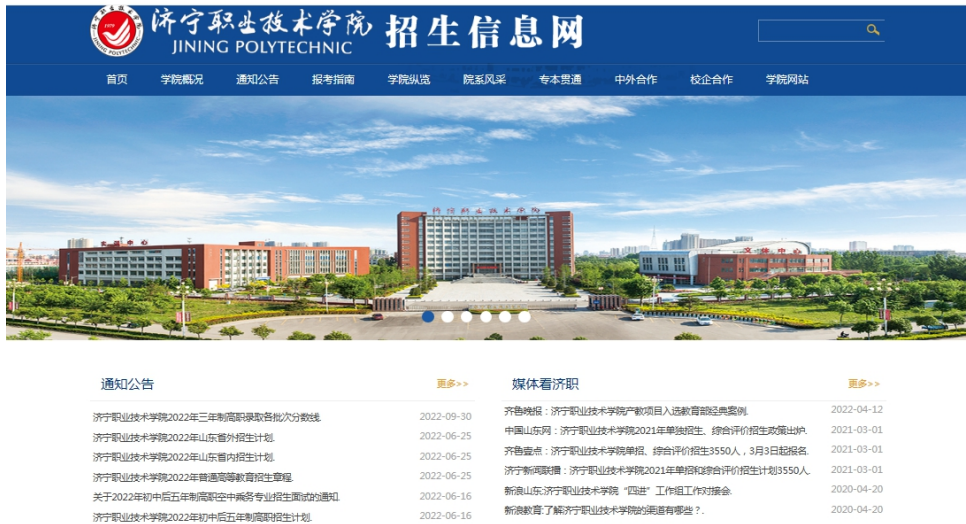 济宁职业技术学院
JINING POLYTECHNIC
招生信息网
首页 学院概况 通知公告 报考指南 学院纵览 院系风采 专本贯通 中外合作 校企合作 学院网站
济宁职业技术学院
文体中心
通知公告 更多>>
济宁职业技术学院2022年三年制高职录取各批次分数线. 2022-09-30
济宁职业技术学院2022年山东省外招生计划. 2022-06-25
济宁职业技术学院2022年山东省内招生计划. 2022-06-25
济宁职业技术学院2022年普通高等教育招生章程. 2022-06-25
关于2022年初中后五年制高职空中乘务专业招生面试的通知. 2022-06-16
济宁职业技术学院2022年初中后五年制高职招生计划. 2022-06-16
媒体看济职 更多>>
齐鲁晚报：济宁职业技术学院产教项目入选教育部经典案例. 2022-04-12
中国山东网：济宁职业技术学院2021年单独招生、综合评价招生政策出炉. 2021-03-01
齐鲁壹点：济宁职业技术学院单招、综合评价招生3550人，3月3日起报名. 2021-03-01
济宁新闻联播：济宁职业技术学院2021年单招和综合评价招生计划3550人. 2021-03-01
新浪山东:济宁职业技术学院“四进”工作组工作对接会. 2020-04-20
新浪教育:了解济宁职业技术学院的渠道有哪些？. 2020-04-20